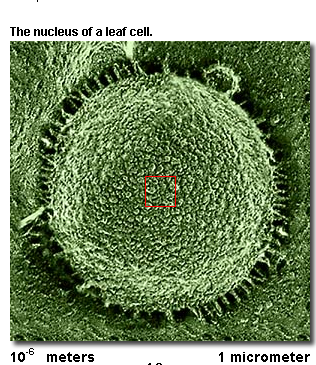 The nucleus of a leaf cell.
10-6 meters 1 micrometer